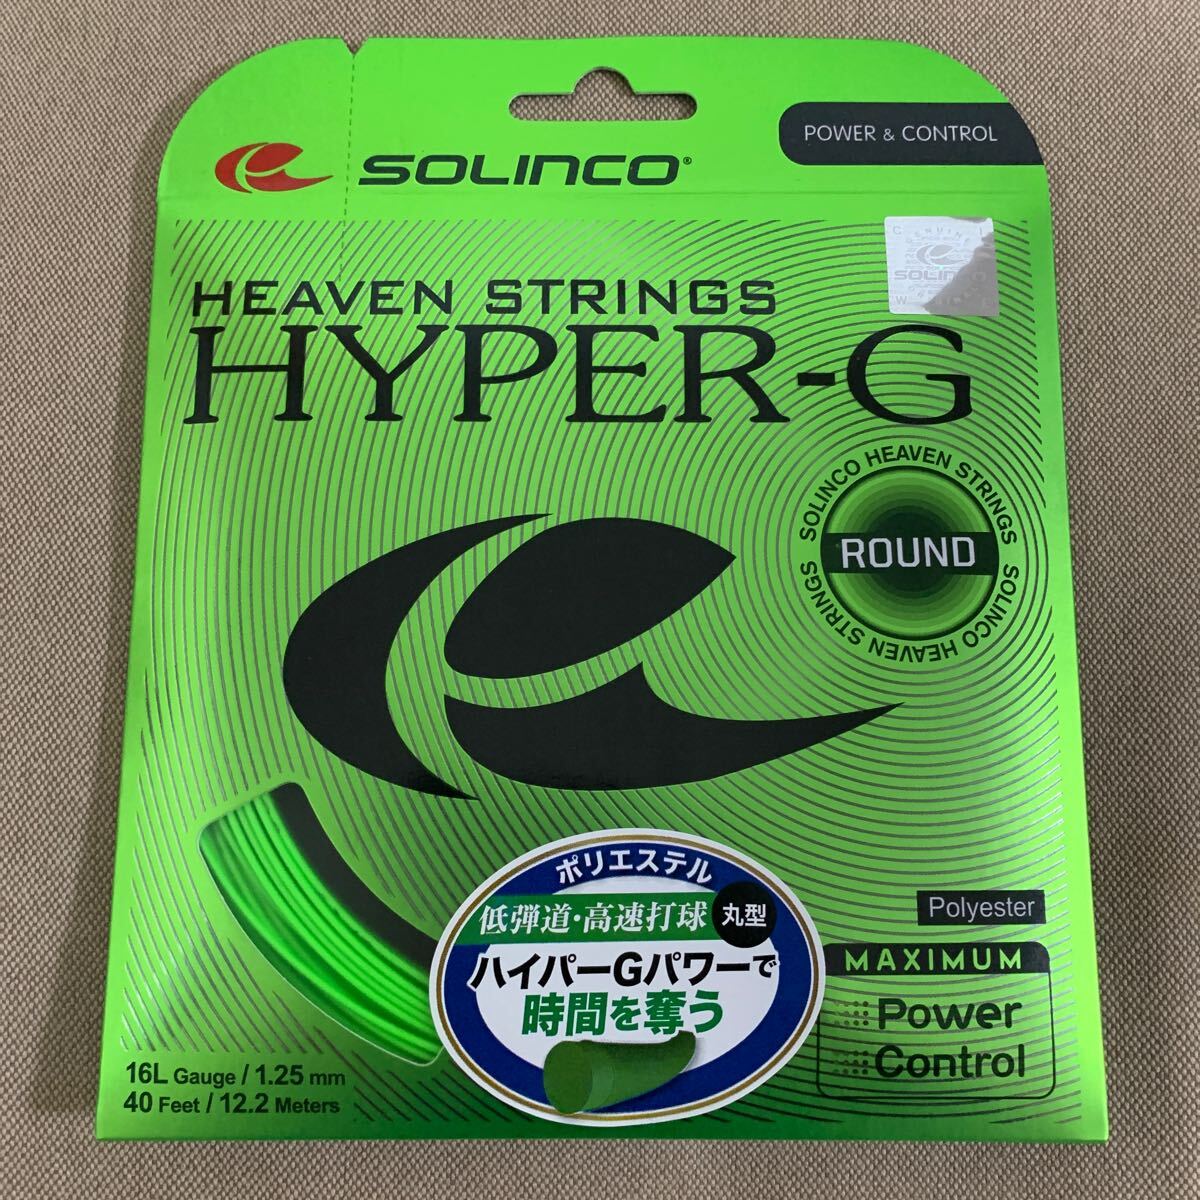 SOLINCO®
POWER & CONTROL
GENUINE
SOLINCO
HEAVEN STRINGS
HYPER-G
SOLINCO HEAVEN STRINGS
ROUND
SOLINCO HEAVEN STRINGS
ポリエステル
低弾道・高速打球 丸型
ハイパーGパワーで
時間を奪う
Polyester
MAXIMUM
Power
Control
16L Gauge / 1.25 mm
40 Feet / 12.2 Meters